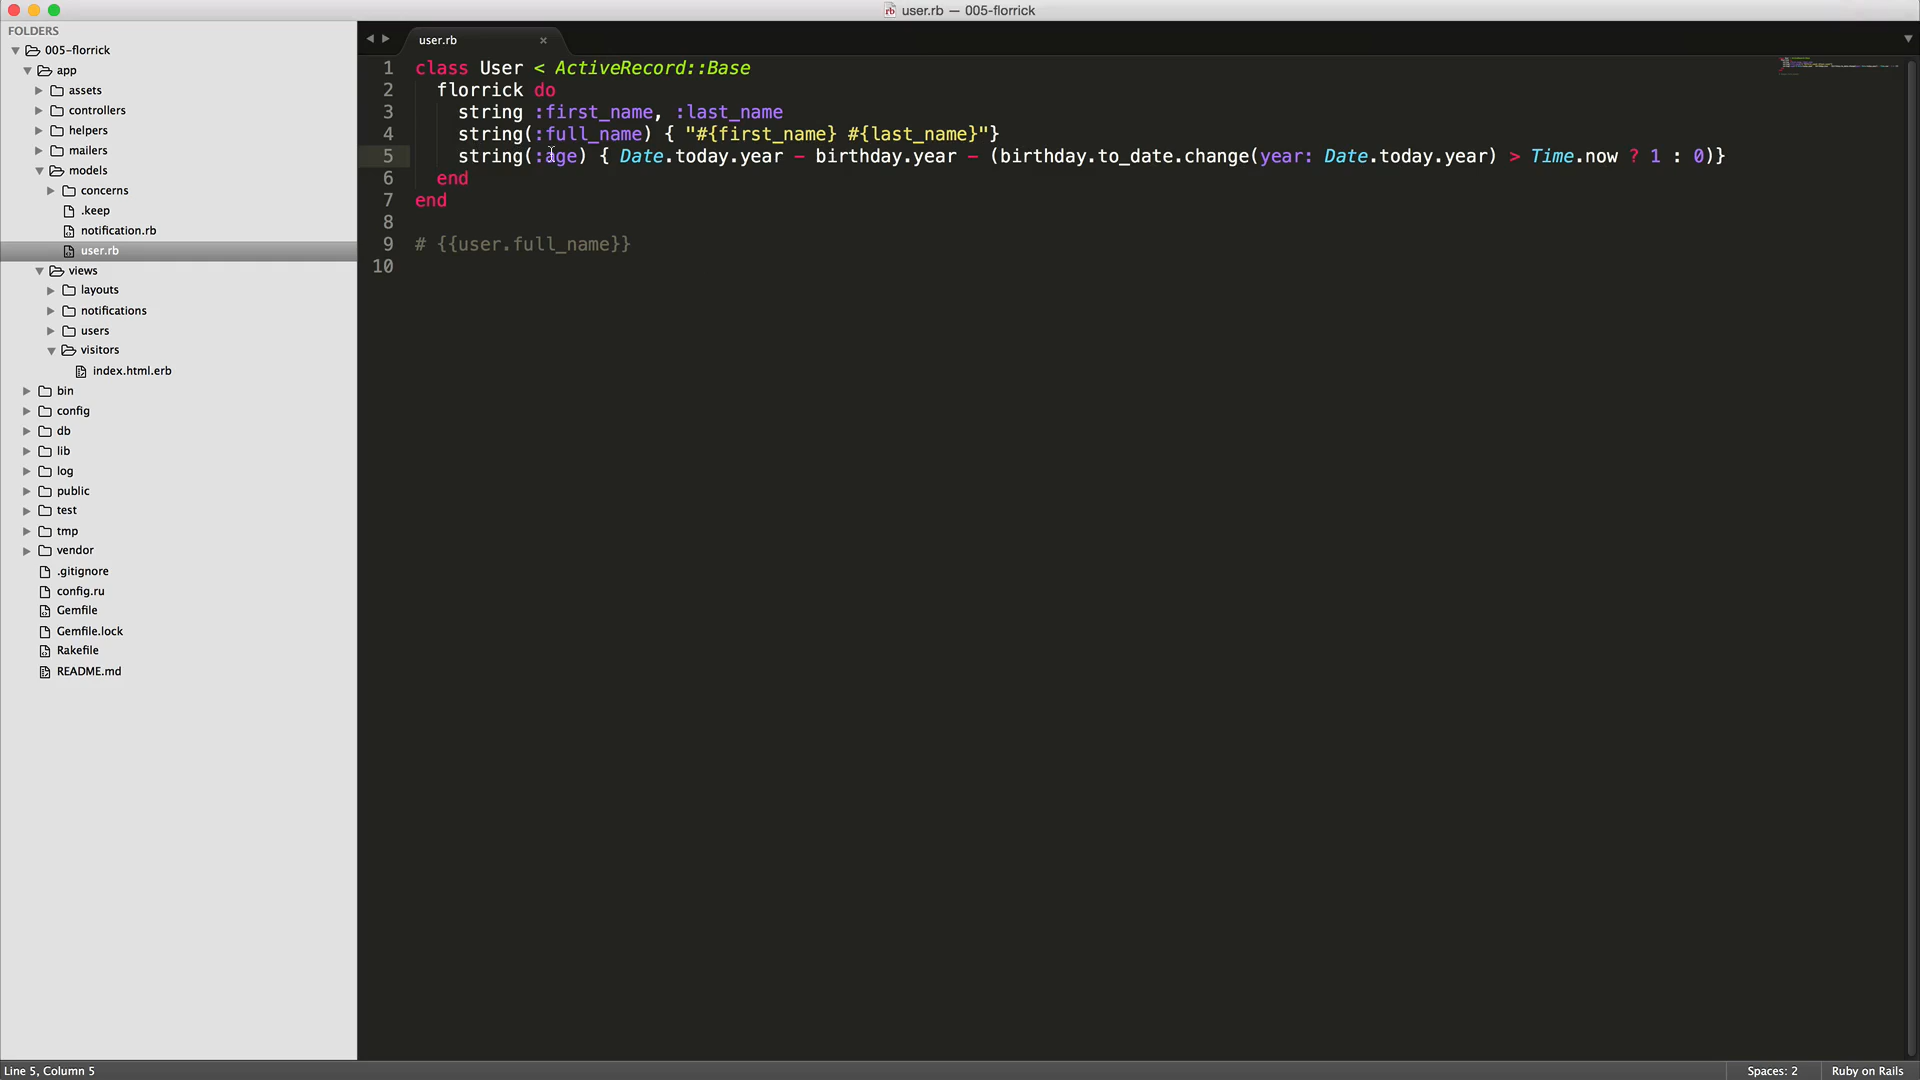 user.rb — 005-florrick
FOLDERS
005-florrick
app
assets
controllers
helpers
mailers
models
concerns
.keep
notification.rb
user.rb
views
layouts
notifications
users
visitors
index.html.erb
bin
config
db
lib
log
public
test
tmp
vendor
.gitignore
config.ru
Gemfile
Gemfile.lock
Rakefile
README.md
user.rb
1 class User < ActiveRecord::Base
2 florrick do
3 string :first_name, :last_name
4 string(:full_name) { "#{first_name} #{last_name}"}
5 string(:age) { Date.today.year - birthday.year - (birthday.to_date.change(year: Date.today.year) > Time.now ? 1 : 0)}
6 end
7 end
8
9 # {{user.full_name}}
10
Line 5, Column 5
Spaces: 2
Ruby on Rails